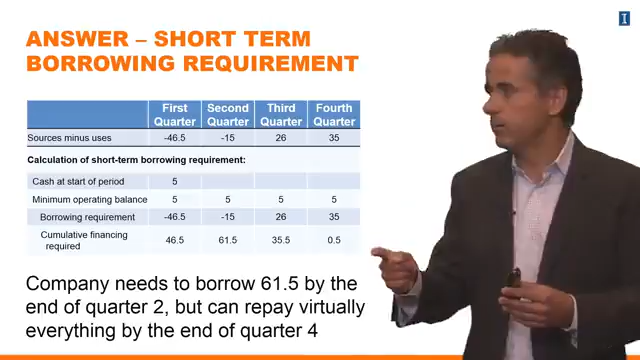 I
ANSWER – SHORT TERM
BORROWING REQUIREMENT
First Quarter Second Quarter Third Quarter Fourth Quarter
Sources minus uses -46.5 -15 26 35
Calculation of short-term borrowing requirement:
Cash at start of period 5
Minimum operating balance 5 5 5 5
Borrowing requirement -46.5 -15 26 35
Cumulative financing required 46.5 61.5 35.5 0.5
Company needs to borrow 61.5 by the
end of quarter 2, but can repay virtually
everything by the end of quarter 4